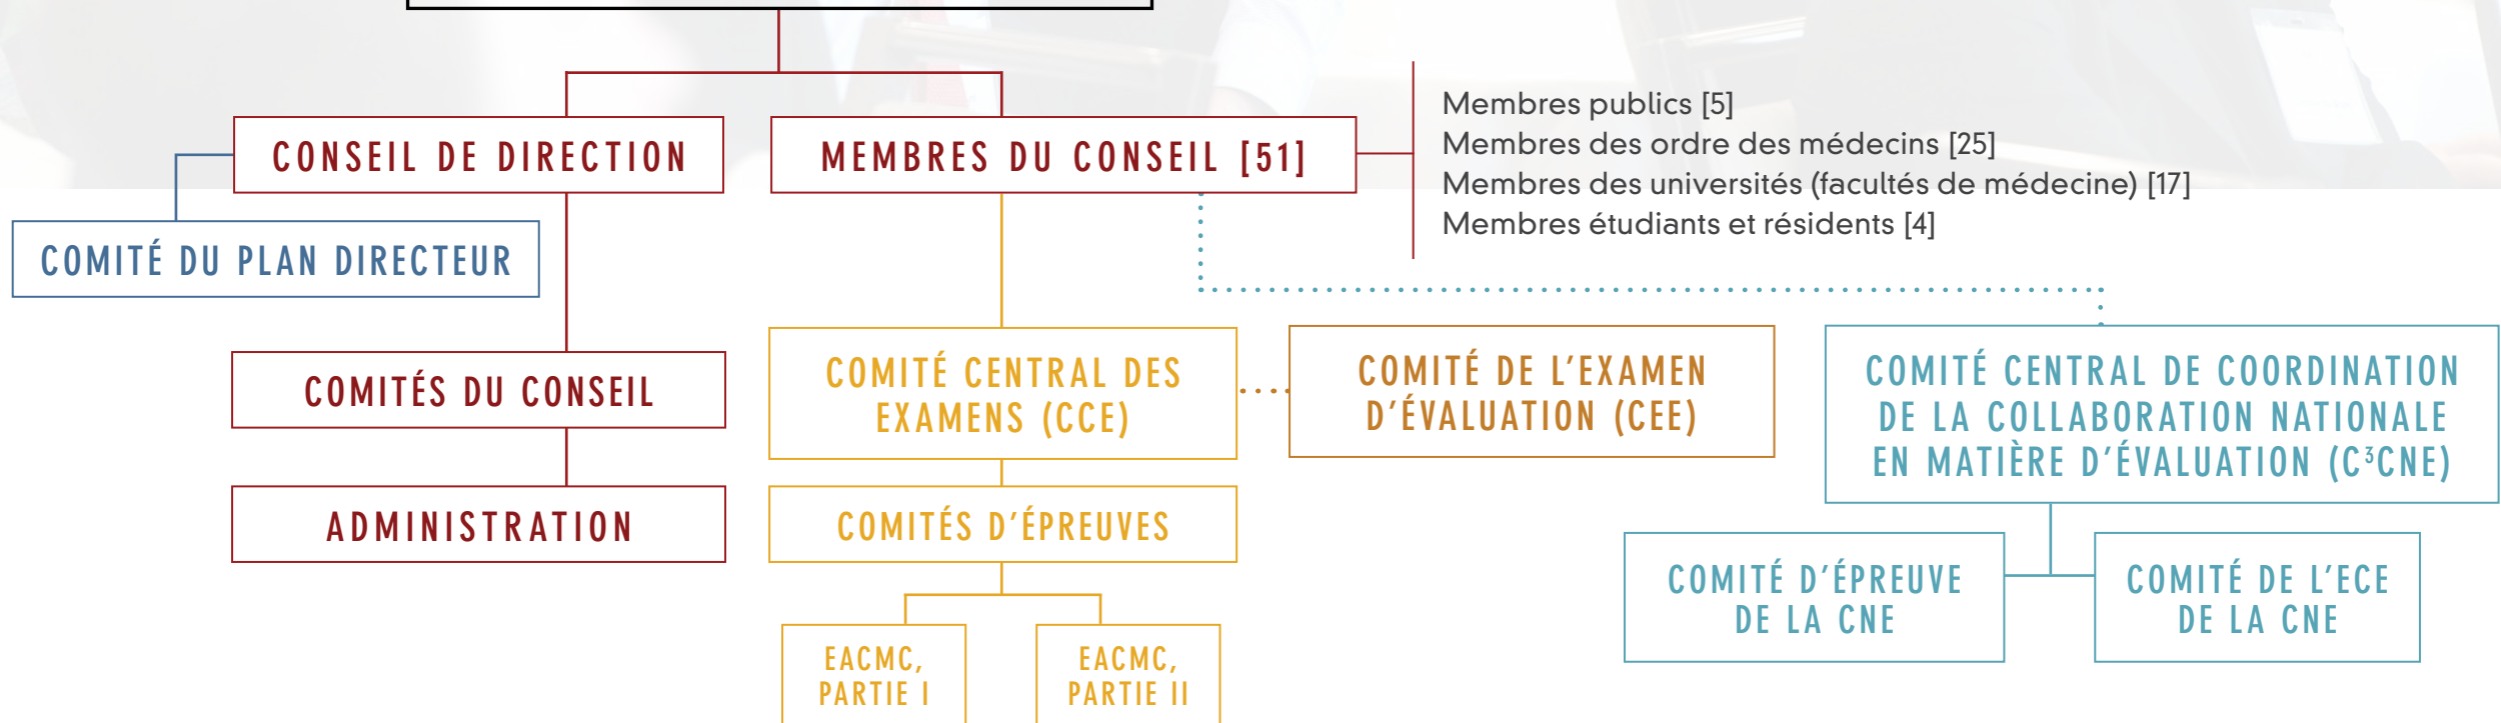 CONSEIL DE DIRECTION
MEMBRES DU CONSEIL [51]
Membres publics [5]
Membres des ordre des médecins [25]
Membres des universités (facultés de médecine) [17]
Membres étudiants et résidents [4]
COMITÉ DU PLAN DIRECTEUR
COMITÉS DU CONSEIL
COMITÉ CENTRAL DES
EXAMENS (CCE)
COMITÉ DE L’EXAMEN
D’ÉVALUATION (CEE)
COMITÉ CENTRAL DE COORDINATION
DE LA COLLABORATION NATIONALE
EN MATIÈRE D’ÉVALUATION (C³CNE)
ADMINISTRATION
COMITÉS D’ÉPREUVES
COMITÉ D’ÉPREUVE
DE LA CNE
COMITÉ DE L’ECE
DE LA CNE
EACMC,
PARTIE I
EACMC,
PARTIE II